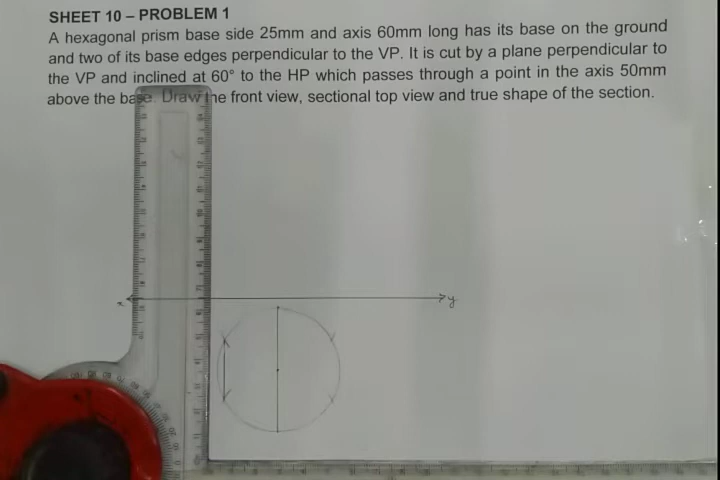 SHEET 10 – PROBLEM 1
A hexagonal prism base side 25mm and axis 60mm long has its base on the ground
and two of its base edges perpendicular to the VP. It is cut by a plane perpendicular to
the VP and inclined at 60° to the HP which passes through a point in the axis 50mm
above the base. Draw the front view, sectional top view and true shape of the section.
x y